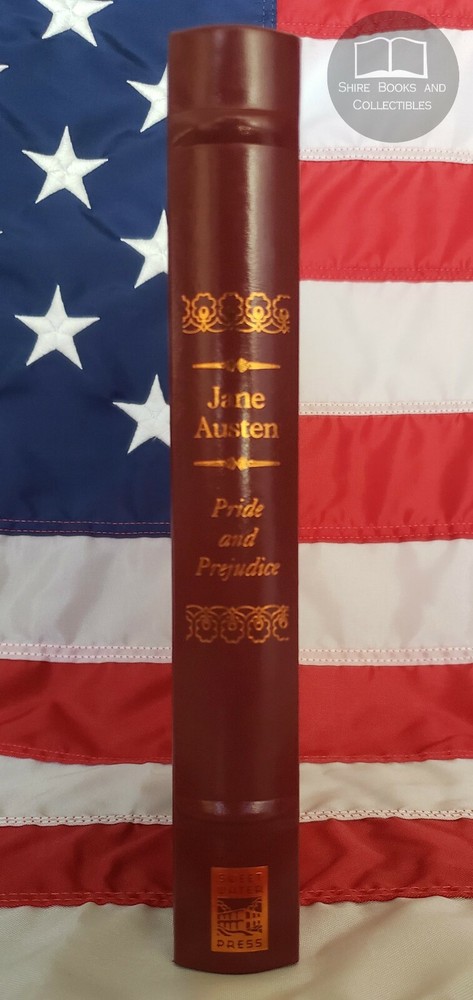 SHIRE BOOKS AND
COLLECTIBLES
Jane
Austen
Pride
and
Prejudice
SWEET
WATER
PRESS